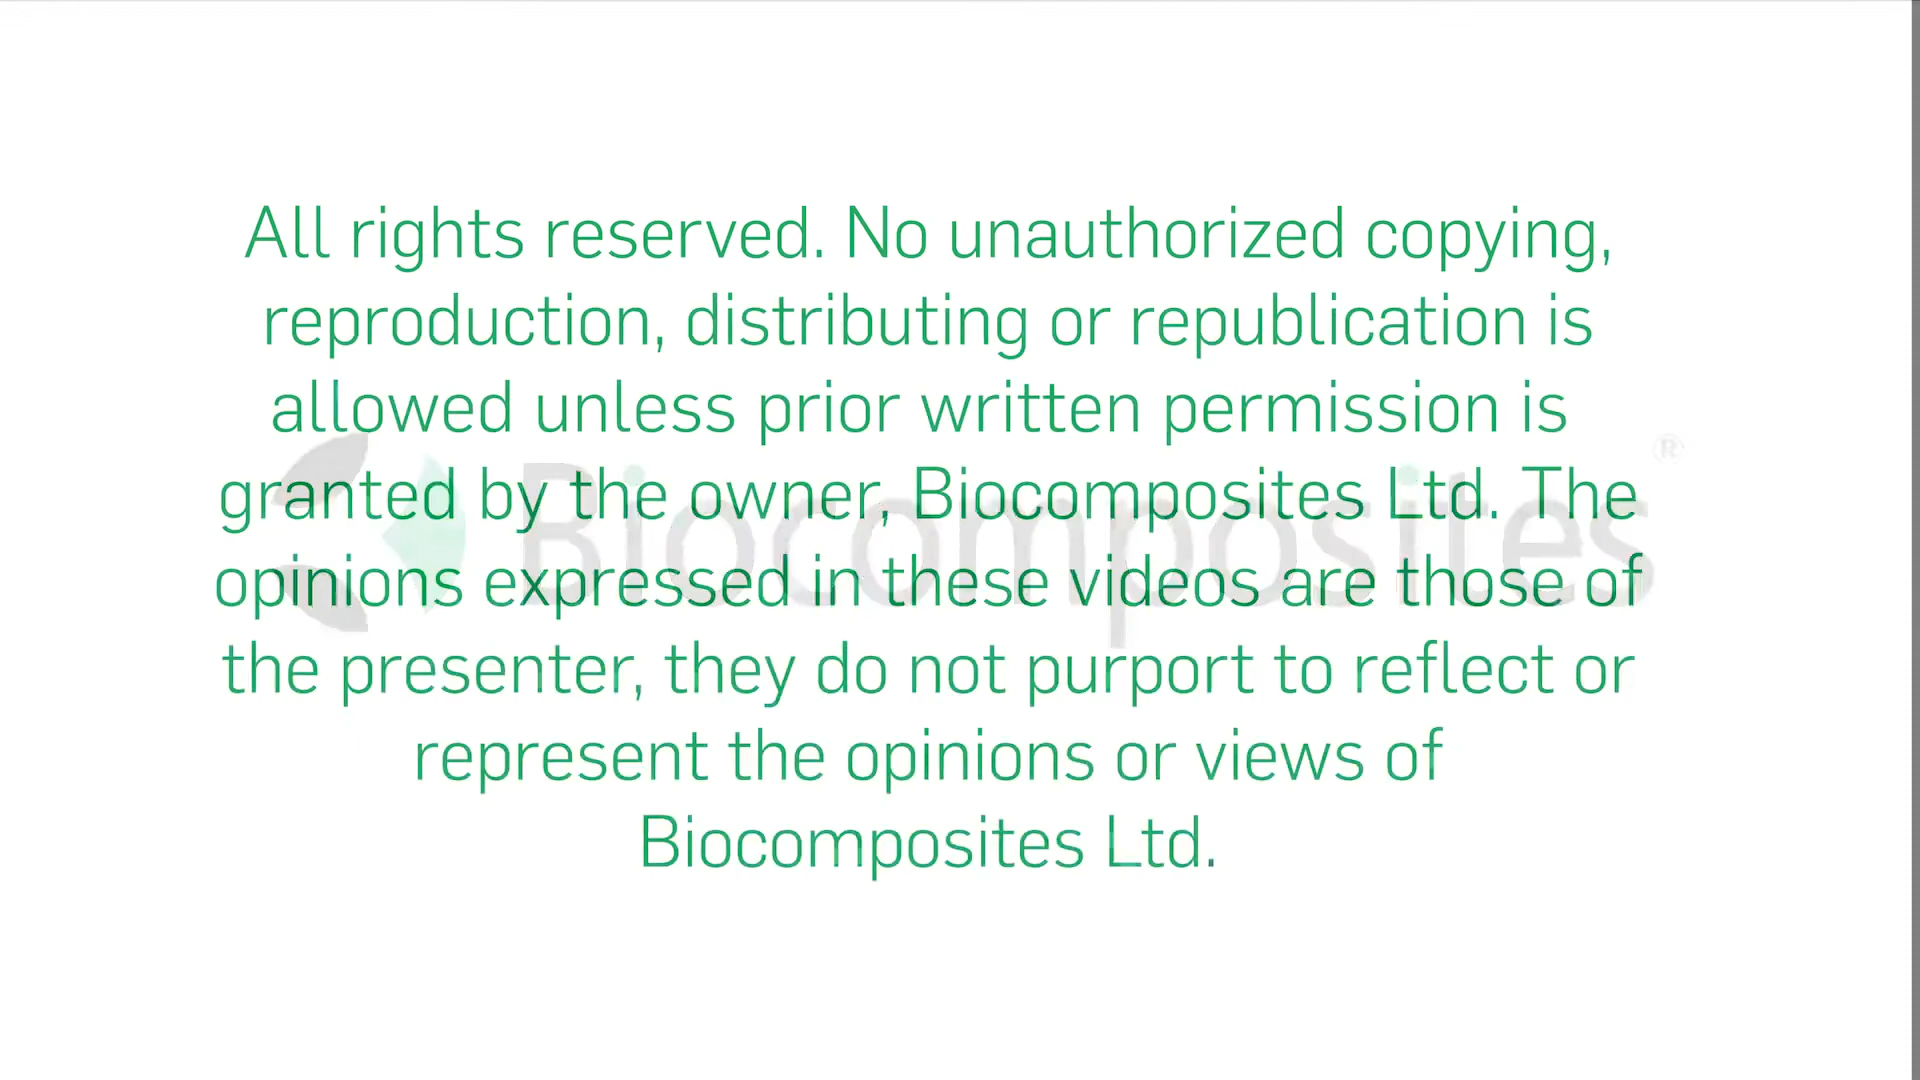 All rights reserved. No unauthorized copying,
reproduction, distributing or republication is
allowed unless prior written permission is
granted by the owner, Biocomposites Ltd. The
opinions expressed in these videos are those of
the presenter, they do not purport to reflect or
represent the opinions or views of
Biocomposites Ltd.
Biocomposites®